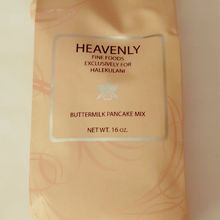 HEAVENLY
FINE FOODS
EXCLUSIVELY FOR
HALEKULANI
BUTTERMILK PANCAKE MIX
NET WT. 16 oz.